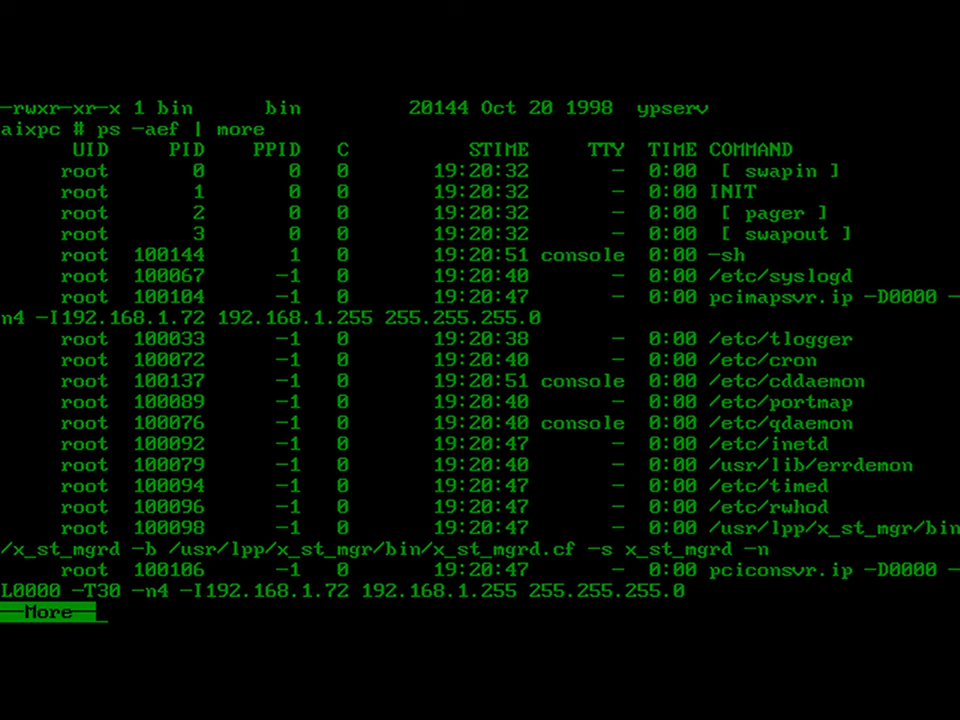 -rwxr-xr-x 1 bin      bin         20144 Oct 20 1998  ypserv
aixpc # ps -aef | more
      UID     PID    PPID   C          STIME     TTY  TIME COMMAND
     root       0       0   0       19:20:32       -  0:00  [ swapin ]
     root       1       0   0       19:20:32       -  0:00 INIT
     root       2       0   0       19:20:32       -  0:00  [ pager ]
     root       3       0   0       19:20:32       -  0:00  [ swapout ]
     root  100144       1   0       19:20:51 console  0:00 -sh
     root  100067      -1   0       19:20:40       -  0:00 /etc/syslogd
     root  100104      -1   0       19:20:47       -  0:00 pcimapsvr.ip -D0000 -
n4 -I192.168.1.72 192.168.1.255 255.255.255.0
     root  100033      -1   0       19:20:38       -  0:00 /etc/tlogger
     root  100072      -1   0       19:20:40       -  0:00 /etc/cron
     root  100137      -1   0       19:20:51 console  0:00 /etc/cddaemon
     root  100089      -1   0       19:20:40       -  0:00 /etc/portmap
     root  100076      -1   0       19:20:40 console  0:00 /etc/qdaemon
     root  100092      -1   0       19:20:47       -  0:00 /etc/inetd
     root  100079      -1   0       19:20:40       -  0:00 /usr/lib/errdemon
     root  100094      -1   0       19:20:47       -  0:00 /etc/timed
     root  100096      -1   0       19:20:47       -  0:00 /etc/rwhod
     root  100098      -1   0       19:20:47       -  0:00 /usr/lpp/x_st_mgr/bin
/x_st_mgrd -b /usr/lpp/x_st_mgr/bin/x_st_mgrd.cf -s x_st_mgrd -n
     root  100106      -1   0       19:20:47       -  0:00 pciconsvr.ip -D0000 -
L0000 -T30 -n4 -I192.168.1.72 192.168.1.255 255.255.255.0
--More--